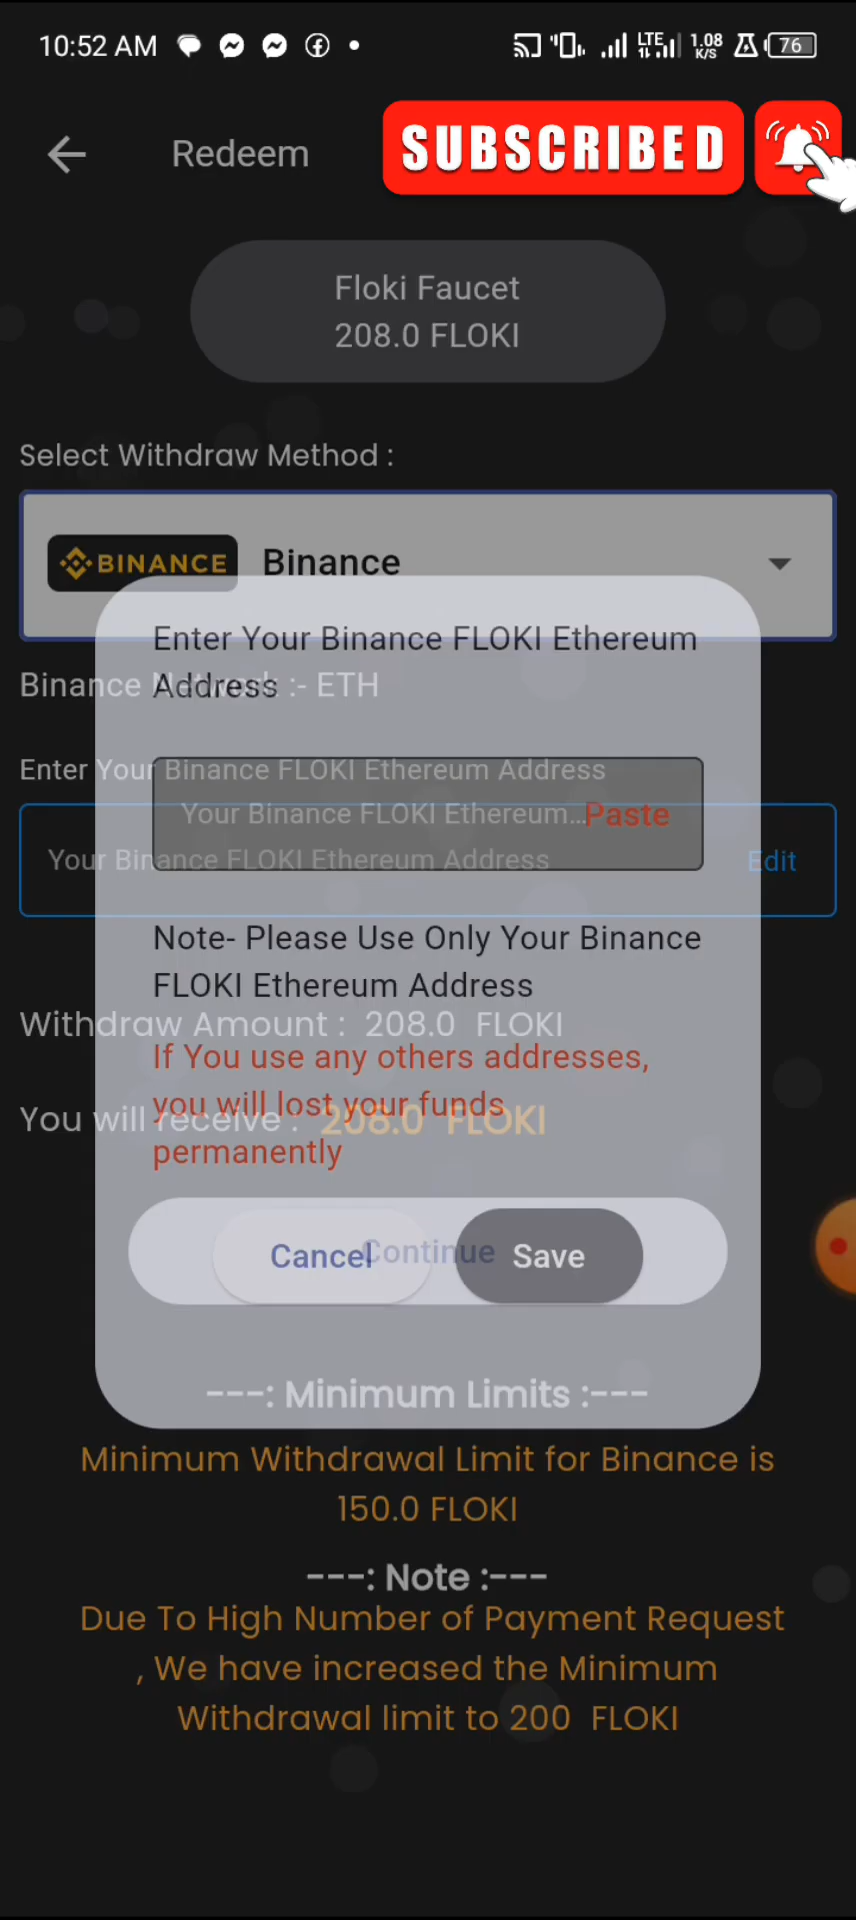 10:52 AM
LTE
1.08
K/S
76
Redeem
SUBSCRIBED
Floki Faucet
208.0 FLOKI
Select Withdraw Method :
BINANCE
Binance
Enter Your Binance FLOKI Ethereum
Address
Binance Network :- ETH
Enter Your Binance FLOKI Ethereum Address
Your Binance FLOKI Ethereum...
Paste
Your Binance FLOKI Ethereum Address
Edit
Note- Please Use Only Your Binance
FLOKI Ethereum Address
Withdraw Amount : 208.0 FLOKI
If You use any others addresses,
you will lost your funds
permanently
You will receive : 208.0 FLOKI
Cancel
Continue
Save
---: Minimum Limits :---
Minimum Withdrawal Limit for Binance is
150.0 FLOKI
---: Note :---
Due To High Number of Payment Request
, We have increased the Minimum
Withdrawal limit to 200 FLOKI